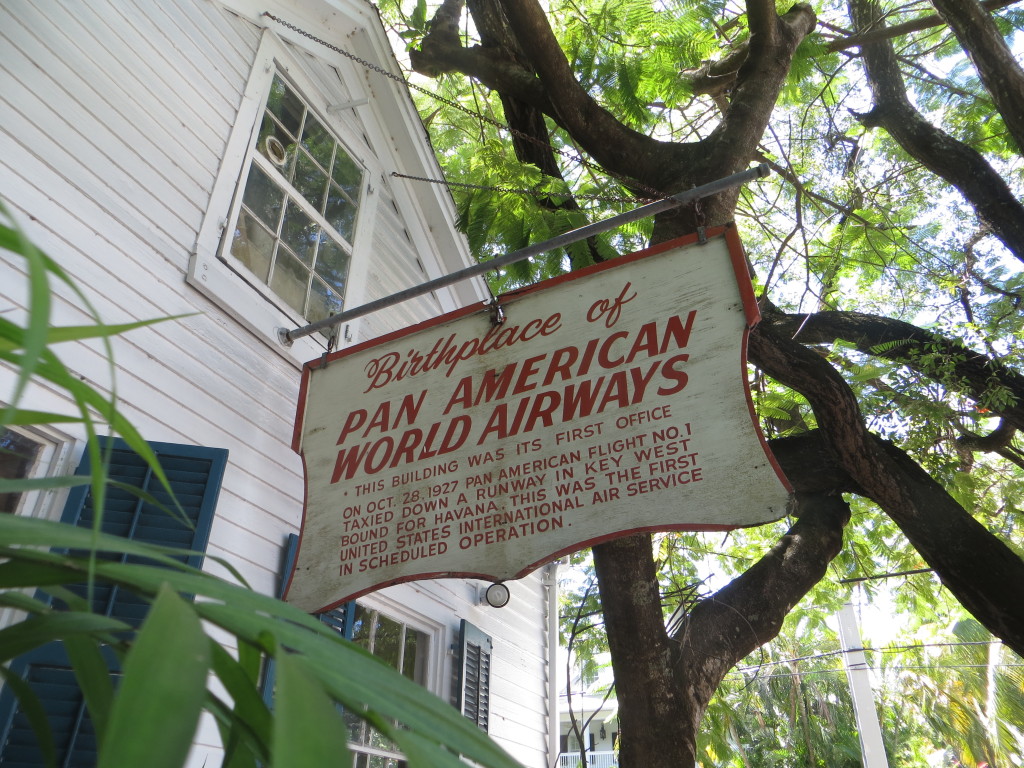 Birthplace of
PAN AMERICAN
WORLD AIRWAYS
• THIS BUILDING WAS ITS FIRST OFFICE
ON OCT. 28, 1927 PAN AMERICAN FLIGHT NO.1
TAXIED DOWN A RUNWAY IN KEY WEST
BOUND FOR HAVANA. THIS WAS THE FIRST
UNITED STATES INTERNATIONAL AIR SERVICE
IN SCHEDULED OPERATION.